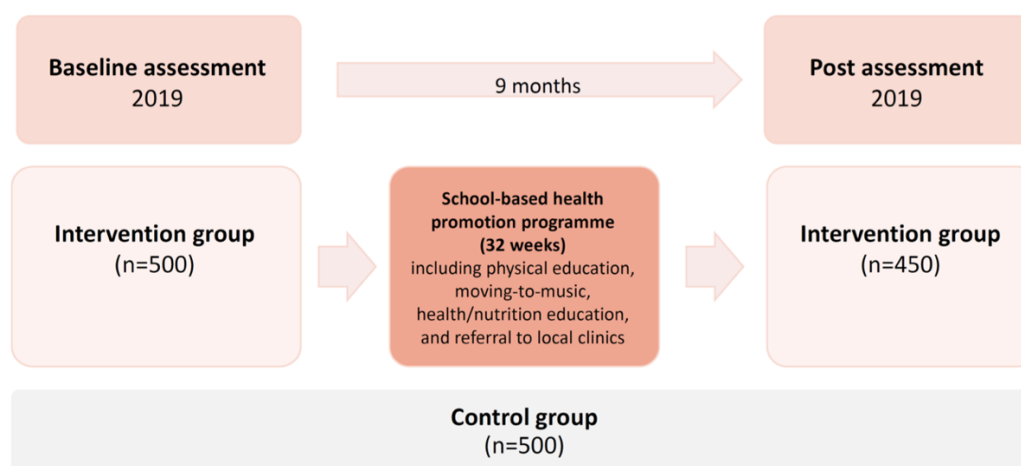 Baseline assessment
2019
9 months
Post assessment
2019
Intervention group
(n=500)
School-based health
promotion programme
(32 weeks)
including physical education,
moving-to-music,
health/nutrition education,
and referral to local clinics
Intervention group
(n=450)
Control group
(n=500)